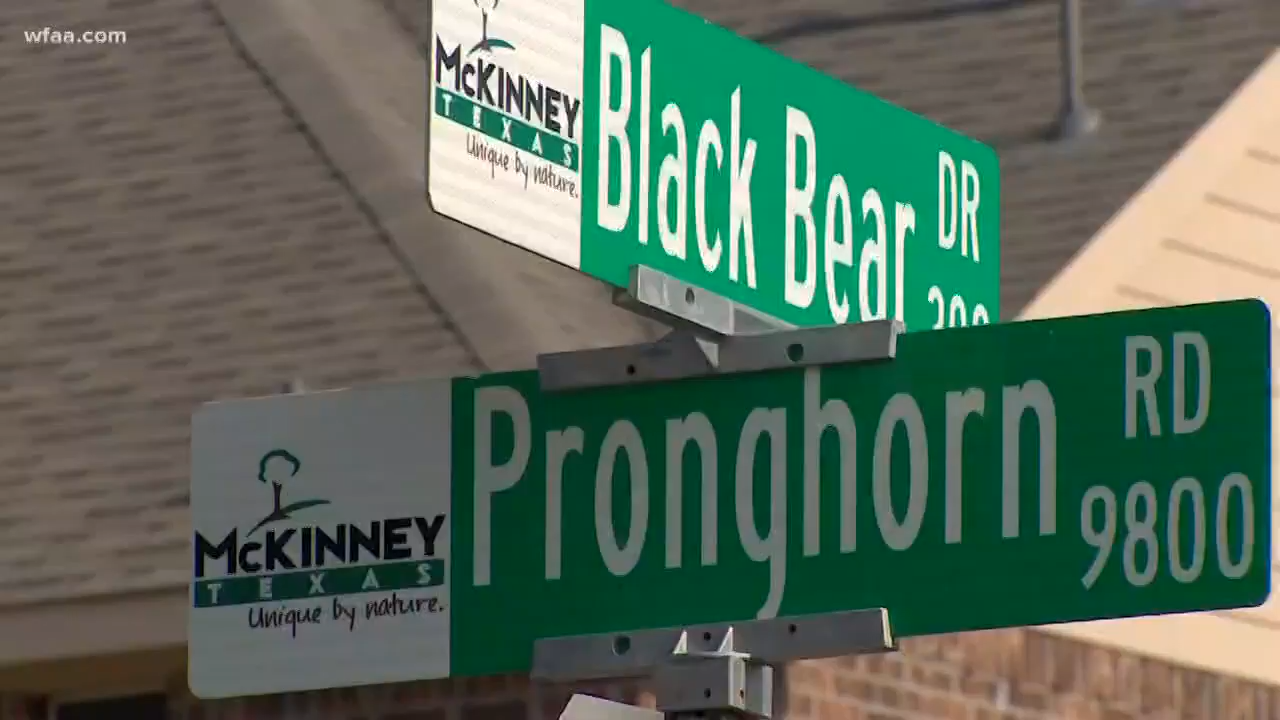 wfaa.com
McKINNEY
TEXAS
Unique by nature.
Black Bear DR
McKINNEY
TEXAS
Unique by nature.
Pronghorn RD
9800